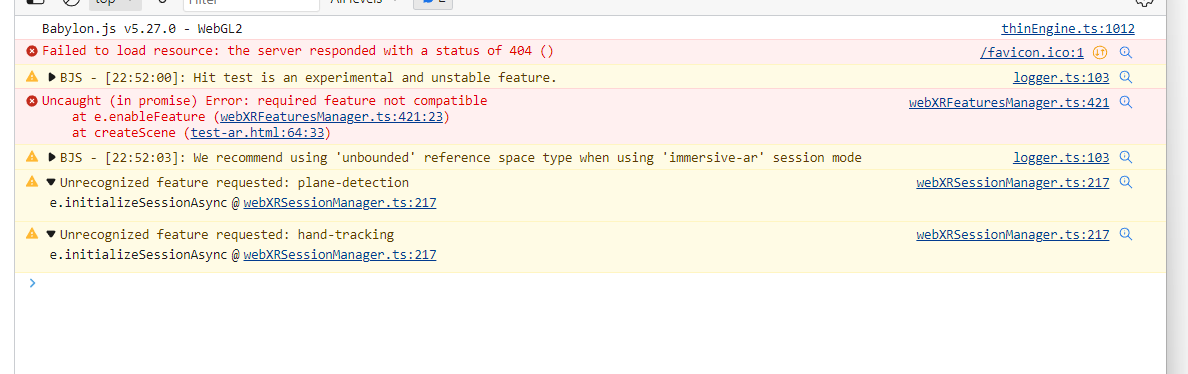 top
Filter
All levels
2
Babylon.js v5.27.0 - WebGL2 thinEngine.ts:1012
Failed to load resource: the server responded with a status of 404 () /favicon.ico:1
BJS - [22:52:00]: Hit test is an experimental and unstable feature. logger.ts:103
Uncaught (in promise) Error: required feature not compatible webXRFeaturesManager.ts:421
at e.enableFeature (webXRFeaturesManager.ts:421:23)
at createScene (test-ar.html:64:33)
BJS - [22:52:03]: We recommend using 'unbounded' reference space type when using 'immersive-ar' session mode logger.ts:103
Unrecognized feature requested: plane-detection webXRSessionManager.ts:217
e.initializeSessionAsync @ webXRSessionManager.ts:217
Unrecognized feature requested: hand-tracking webXRSessionManager.ts:217
e.initializeSessionAsync @ webXRSessionManager.ts:217